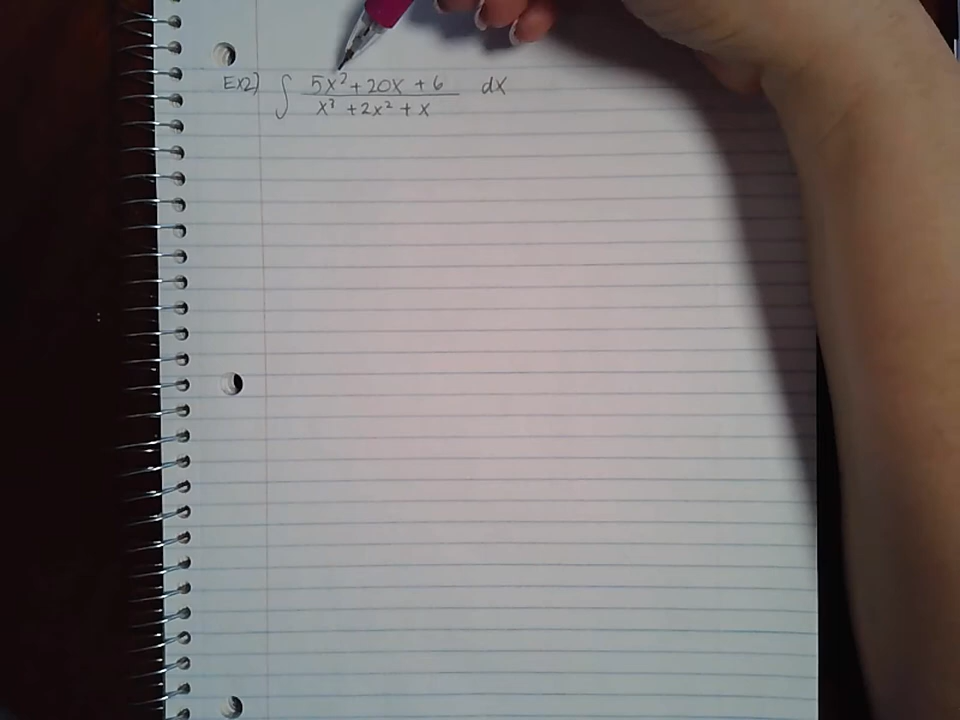 Ex2) ∫ (5x² + 20x + 6)/(x³ + 2x² + x) dx